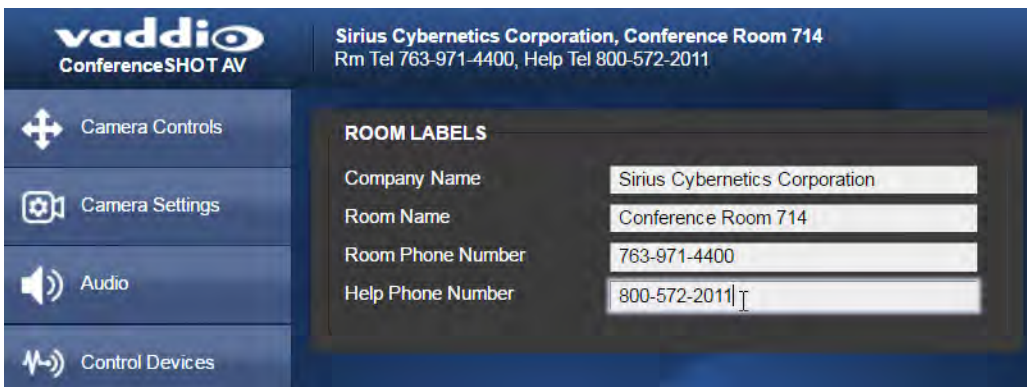 vaddio
ConferenceSHOT AV
Sirius Cybernetics Corporation, Conference Room 714
Rm Tel 763-971-4400, Help Tel 800-572-2011
Camera Controls
Camera Settings
Audio
Control Devices
ROOM LABELS
Company Name Sirius Cybernetics Corporation
Room Name Conference Room 714
Room Phone Number 763-971-4400
Help Phone Number 800-572-2011